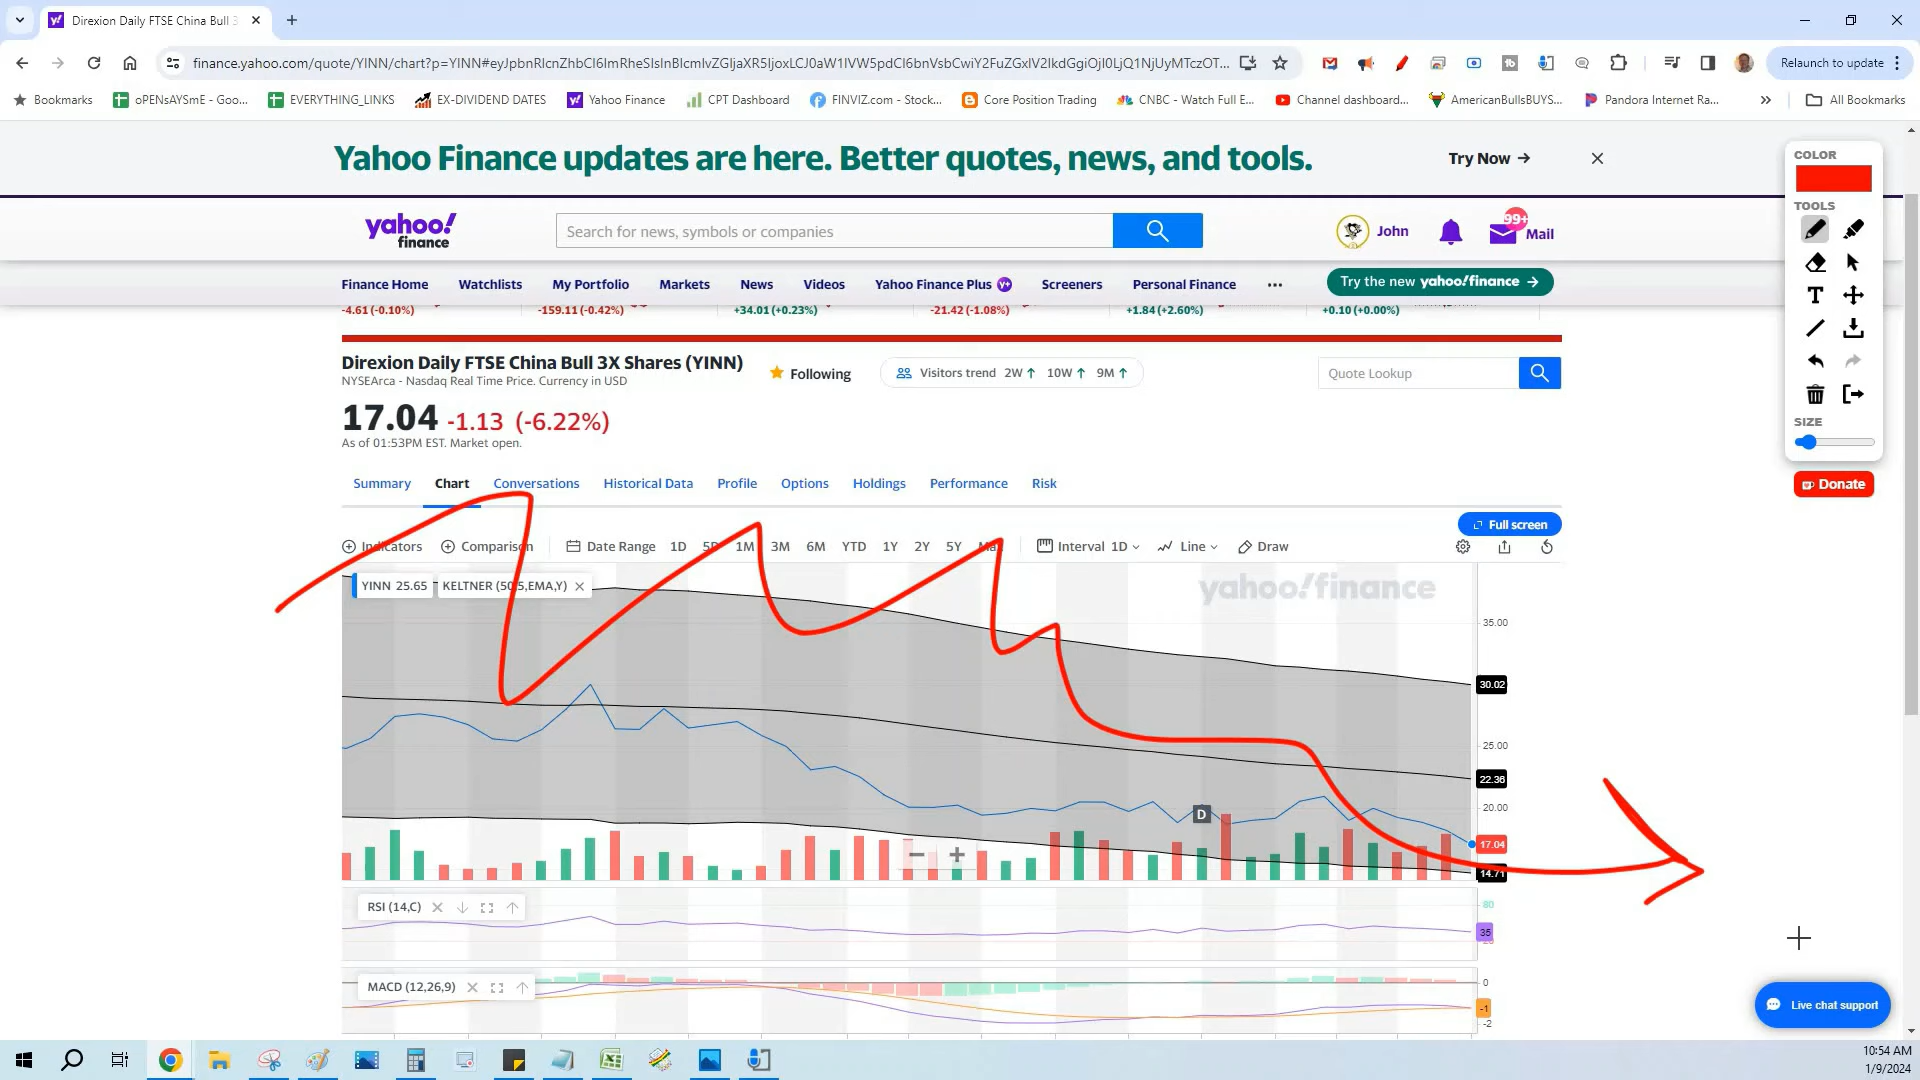 Direxion Daily FTSE China Bull 3
finance.yahoo.com/quote/YINN/chart?p=YINN#
Relaunch to update
Bookmarks
oPENsAYSmE - Goo...
EVERYTHING_LINKS
EX-DIVIDEND DATES
Yahoo Finance
CPT Dashboard
FINVIZ.com - Stock...
Core Position Trading
CNBC - Watch Full E...
Channel dashboard...
AmericanBullsBUYS...
Pandora Internet Ra...
All Bookmarks
Yahoo Finance updates are here. Better quotes, news, and tools.
Try Now →
COLOR
TOOLS
SIZE
Donate
yahoo!
finance
Search for news, symbols or companies
John
99+
Mail
Finance Home
Watchlists
My Portfolio
Markets
News
Videos
Yahoo Finance Plus
Screeners
Personal Finance
Try the new yahoo!finance →
-4.61 (-0.10%)
-159.11 (-0.42%)
+34.01 (+0.23%)
-21.42 (-1.08%)
+1.84 (+2.60%)
+0.10 (+0.00%)
Direxion Daily FTSE China Bull 3X Shares (YINN)
NYSEArca - Nasdaq Real Time Price. Currency in USD
Following
Visitors trend 2W↑ 10W↑ 9M↑
Quote Lookup
17.04 -1.13 (-6.22%)
As of 01:53PM EST. Market open.
Summary
Chart
Conversations
Historical Data
Profile
Options
Holdings
Performance
Risk
Full screen
Indicators
Comparison
Date Range
1D
5D
1M
3M
6M
YTD
1Y
2Y
5Y
Max
Interval 1D
Line
Draw
YINN 25.65
KELTNER (50,5,EMA,Y)
yahoo!finance
35.00
30.02
25.00
22.36
20.00
D
17.04
14.71
RSI (14,C)
80
35
MACD (12,26,9)
0
-1
-2
Live chat support
10:54 AM
1/9/2024